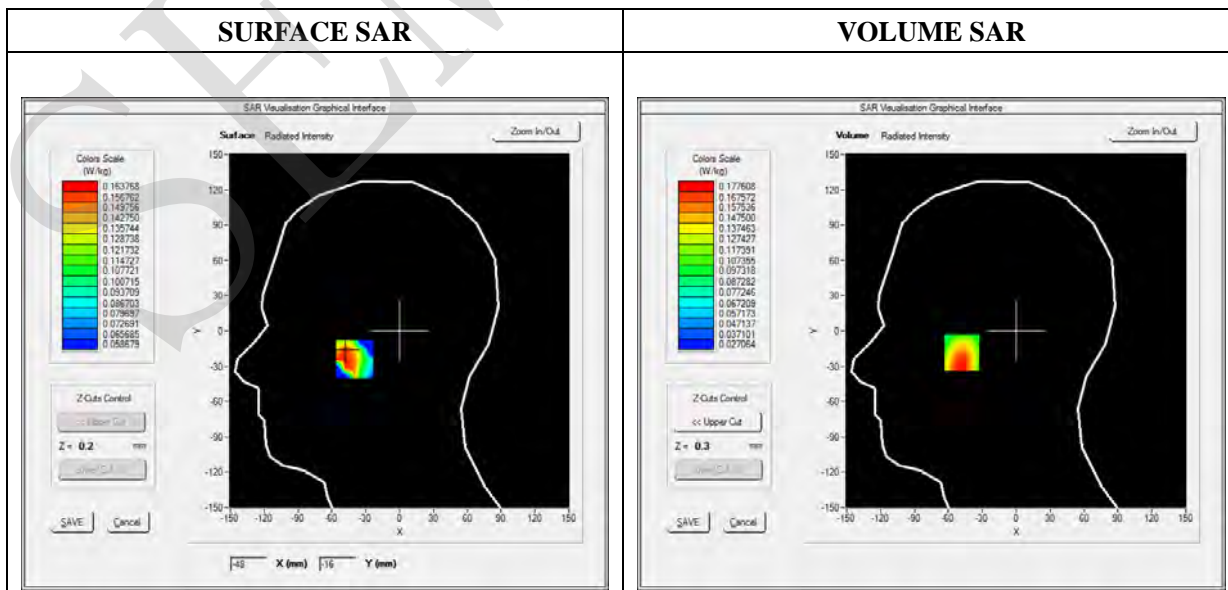 SURFACE SAR
VOLUME SAR
SAR Visualisation Graphical Interface
Surface Radiated Intensity
Zoom In/Out
Colors Scale
(W/kg)
0.163768
0.156762
0.149756
0.142750
0.135744
0.128738
0.121732
0.114727
0.107721
0.100715
0.093709
0.086703
0.079697
0.072691
0.065685
0.058679
Z-Cuts Control
<< Upper Cut
Z = 0.2 mm
Lower Cut >>
SAVE
Cancel
150
120
90
60
30
0
-30
-60
-90
-120
-150
Y
-150 -120 -90 -60 -30 0 30 60 90 120 150
X
-48 X (mm) -16 Y (mm)
SAR Visualisation Graphical Interface
Volume Radiated Intensity
Zoom In/Out
Colors Scale
(W/kg)
0.177608
0.167572
0.157536
0.147500
0.137463
0.127427
0.117391
0.107355
0.097318
0.087282
0.077246
0.067209
0.057173
0.047137
0.037101
0.027064
Z-Cuts Control
<< Upper Cut
Z = 0.3 mm
Lower Cut >>
SAVE
Cancel
150
120
90
60
30
0
-30
-60
-90
-120
-150
Y
-150 -120 -90 -60 -30 0 30 60 90 120 150
X